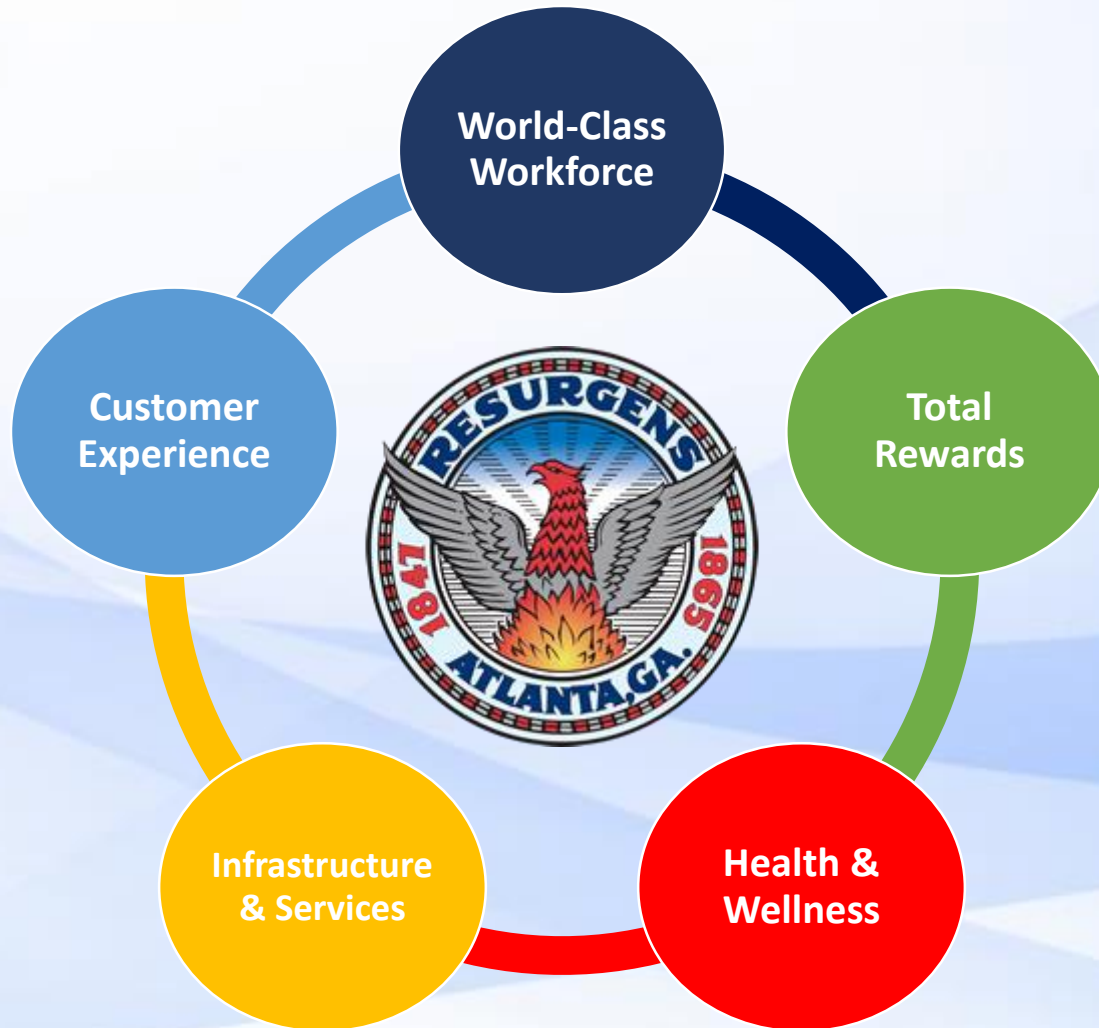 World-Class
Workforce
Customer
Experience
Total
Rewards
RESURGENS
1847
1865
ATLANTA, GA.
Infrastructure
& Services
Health &
Wellness